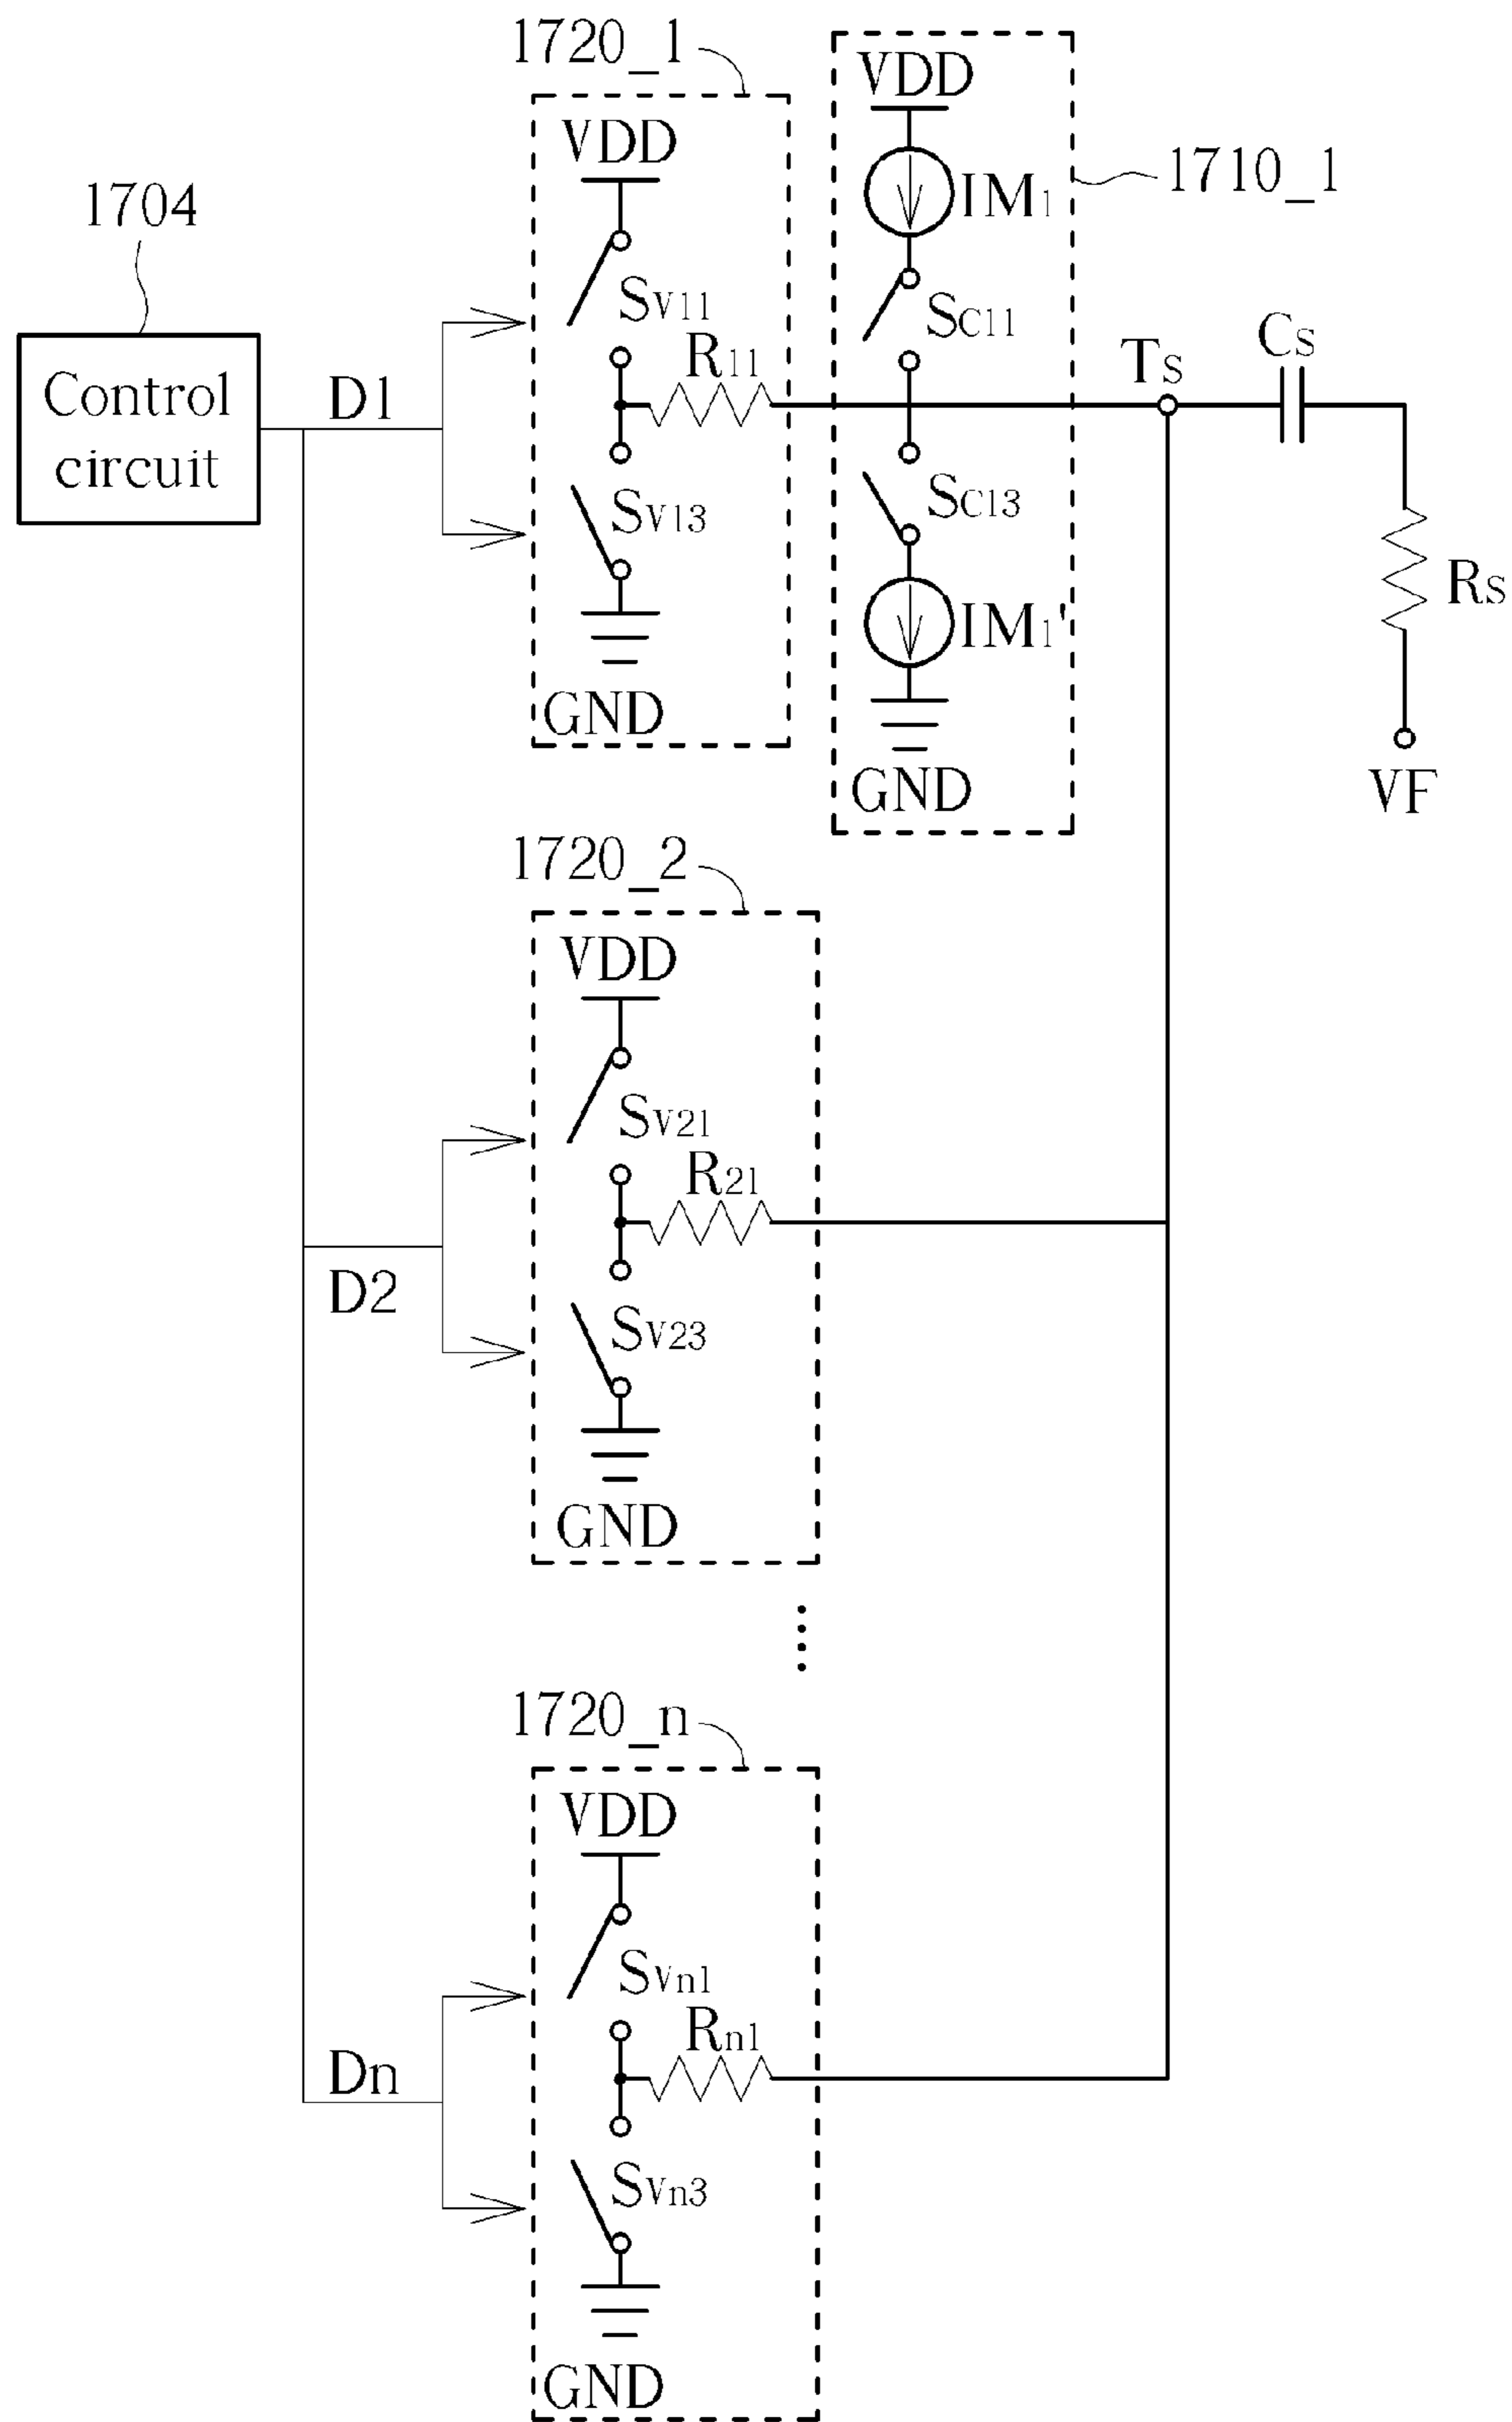 1720_1
VDD
1710_1
1704
VDD
IM1
SV11
SC11
Control
circuit
D1
R11
TS
CS
SV13
SC13
RS
IM1'
GND
GND
VF
1720_2
VDD
SV21
R21
D2
SV23
GND
1720_n
VDD
SVn1
Rn1
Dn
SVn3
GND